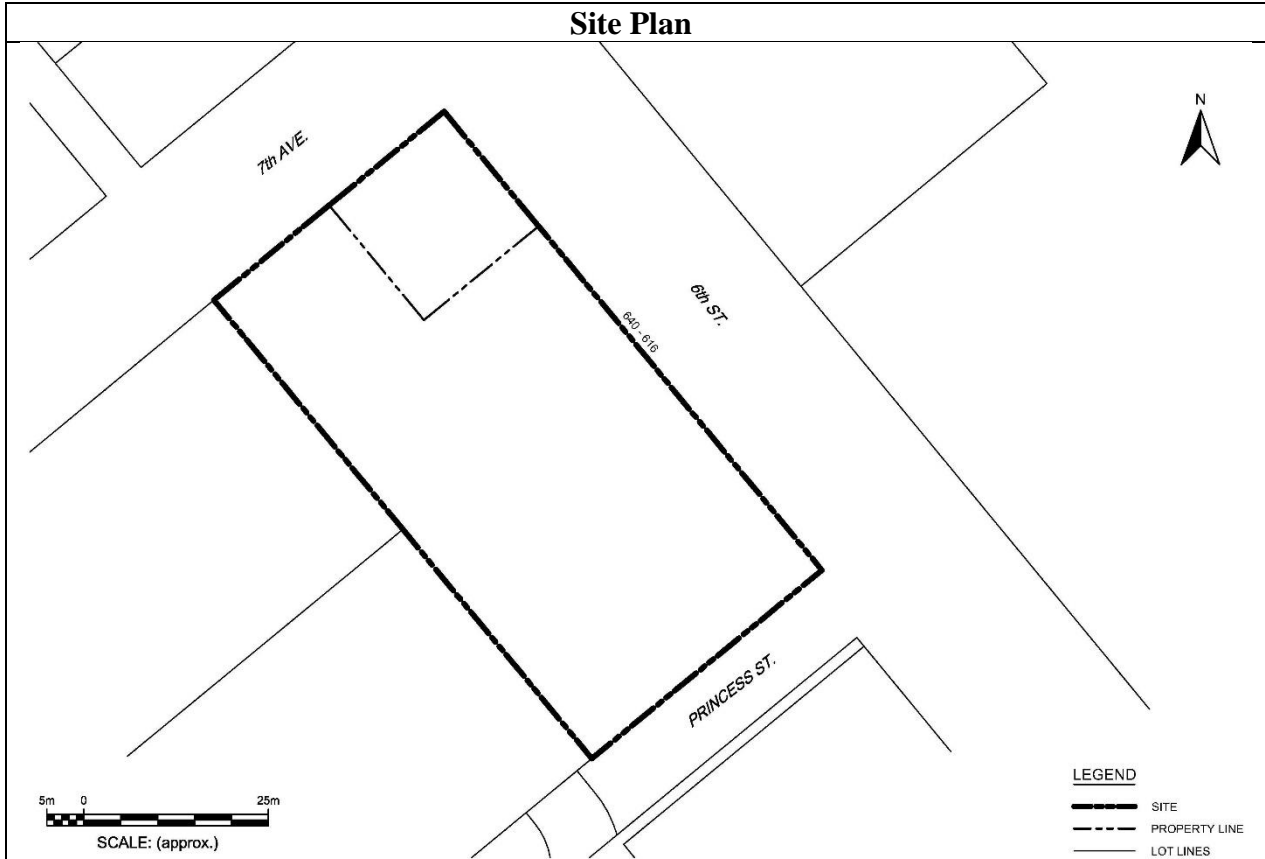 Site Plan
N
7th AVE.
6th ST.
640 - 616
PRINCESS ST.
5m 0 25m
SCALE: (approx.)
LEGEND
SITE
PROPERTY LINE
LOT LINES